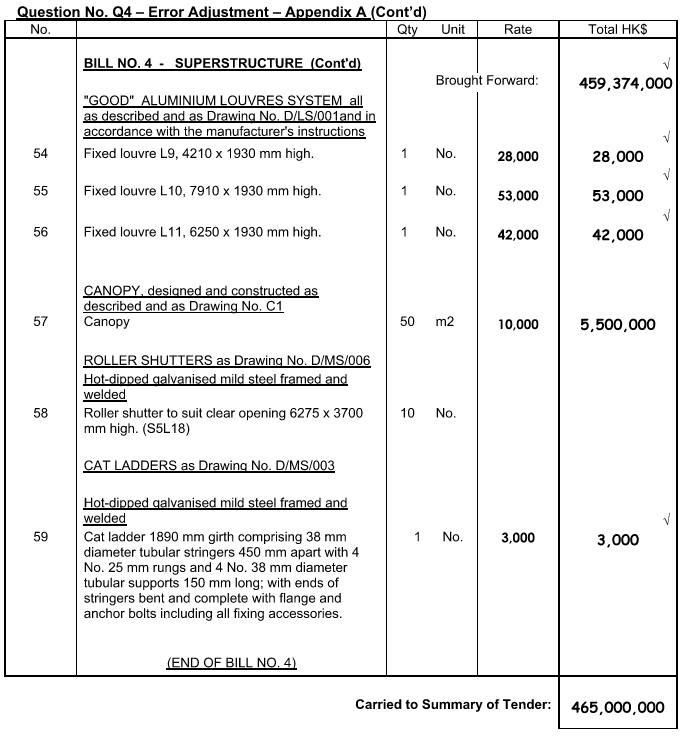 Question No. Q4 – Error Adjustment – Appendix A (Cont’d)
No. Qty Unit Rate Total HK$
BILL NO. 4 - SUPERSTRUCTURE (Cont'd) √
Brought Forward: 459,374,000
"GOOD" ALUMINIUM LOUVRES SYSTEM all
as described and as Drawing No. D/LS/001and in
accordance with the manufacturer's instructions √
54 Fixed louvre L9, 4210 x 1930 mm high. 1 No. 28,000 28,000
√
55 Fixed louvre L10, 7910 x 1930 mm high. 1 No. 53,000 53,000
√
56 Fixed louvre L11, 6250 x 1930 mm high. 1 No. 42,000 42,000
CANOPY, designed and constructed as
described and as Drawing No. C1
57 Canopy 50 m2 10,000 5,500,000
ROLLER SHUTTERS as Drawing No. D/MS/006
Hot-dipped galvanised mild steel framed and
welded
58 Roller shutter to suit clear opening 6275 x 3700 10 No.
mm high. (S5L18)
CAT LADDERS as Drawing No. D/MS/003
Hot-dipped galvanised mild steel framed and
welded √
59 Cat ladder 1890 mm girth comprising 38 mm 1 No. 3,000 3,000
diameter tubular stringers 450 mm apart with 4
No. 25 mm rungs and 4 No. 38 mm diameter
tubular supports 150 mm long; with ends of
stringers bent and complete with flange and
anchor bolts including all fixing accessories.
(END OF BILL NO. 4)
Carried to Summary of Tender: 465,000,000